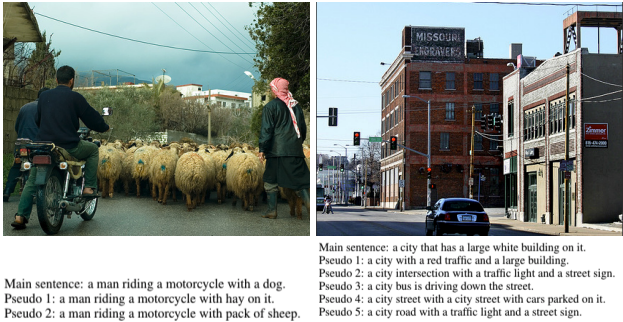 MISSOURI
ENGRAVERS
Zimmer
Main sentence: a man riding a motorcycle with a dog.
Pseudo 1: a man riding a motorcycle with hay on it.
Pseudo 2: a man riding a motorcycle with pack of sheep.
Main sentence: a city that has a large white building on it.
Pseudo 1: a city with a red traffic and a large building.
Pseudo 2: a city intersection with a traffic light and a street sign.
Pseudo 3: a city bus is driving down the street.
Pseudo 4: a city street with a city street with cars parked on it.
Pseudo 5: a city road with a traffic light and a street sign.